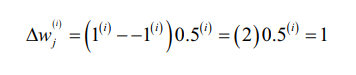 Δw_j^(i) = (1^(i) − −1^(i)) 0.5^(i) = (2) 0.5^(i) = 1